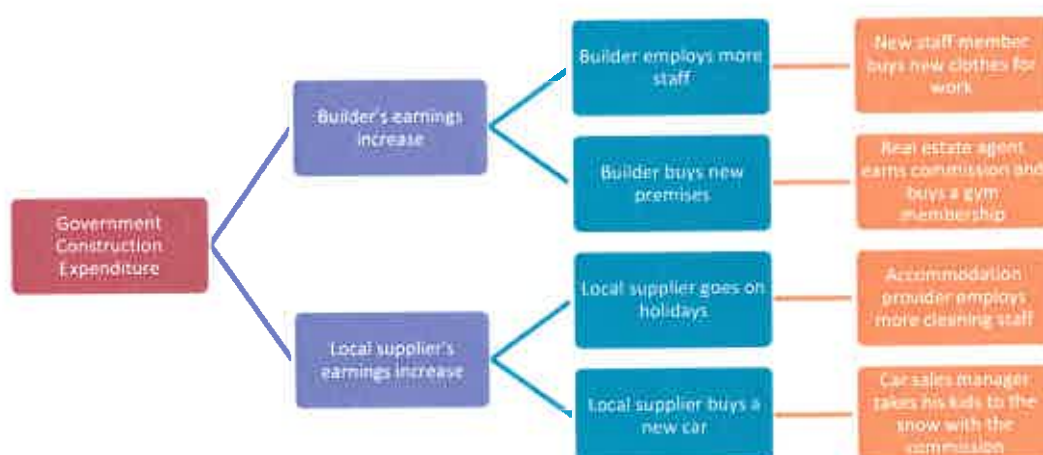 Government
Construction
Expenditure
Builder's earnings
increase
Local supplier's
earnings increase
Builder employs more
staff
Builder buys new
premises
Local supplier goes on
holidays
Local supplier buys a
new car
New staff member
buys new clothes for
work
Real estate agent
earns commission and
buys a gym
membership
Accommodation
provider employs
more cleaning staff
Car sales manager
takes his kids to the
snow with the
commission